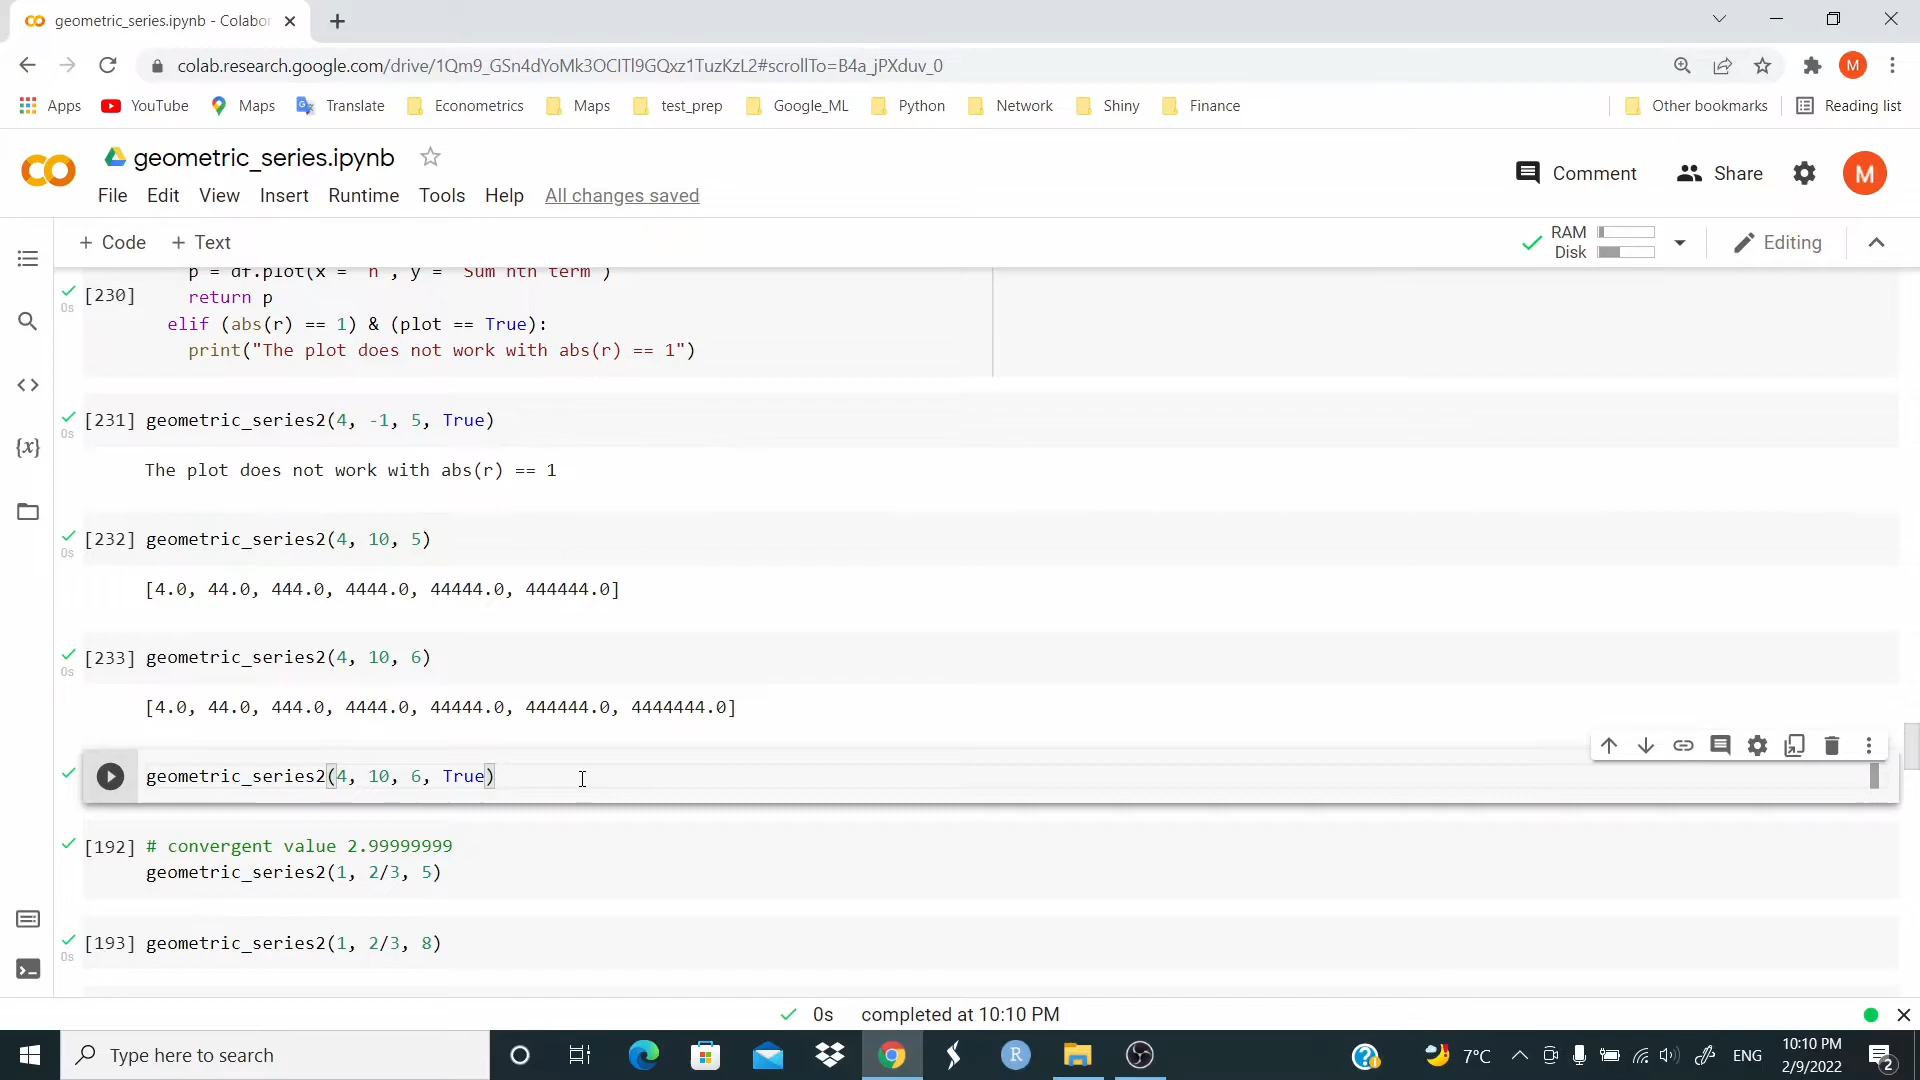 geometric_series.ipynb - Colabor
colab.research.google.com/drive/1Qm9_GSn4dYoMk3OCITl9GQxz1TuzKzL2#scrollTo=B4a_jPXduv_0
M
Apps YouTube Maps Translate Econometrics Maps test_prep Google_ML Python Network Shiny Finance Other bookmarks Reading list
geometric_series.ipynb
Comment Share M
File Edit View Insert Runtime Tools Help All changes saved
+ Code + Text
RAM
Disk
Editing
p = df.plot(x = "n", y = "Sum nth term")
[230] return p
0s
elif (abs(r) == 1) & (plot == True):
print("The plot does not work with abs(r) == 1")
[231] geometric_series2(4, -1, 5, True)
0s
The plot does not work with abs(r) == 1
[232] geometric_series2(4, 10, 5)
0s
[4.0, 44.0, 444.0, 4444.0, 44444.0, 444444.0]
[233] geometric_series2(4, 10, 6)
0s
[4.0, 44.0, 444.0, 4444.0, 44444.0, 444444.0, 4444444.0]
geometric_series2(4, 10, 6, True)
[192] # convergent value 2.99999999
geometric_series2(1, 2/3, 5)
[193] geometric_series2(1, 2/3, 8)
0s
{x}
0s completed at 10:10 PM
Type here to search
R
7°C
ENG
10:10 PM
2/9/2022
2